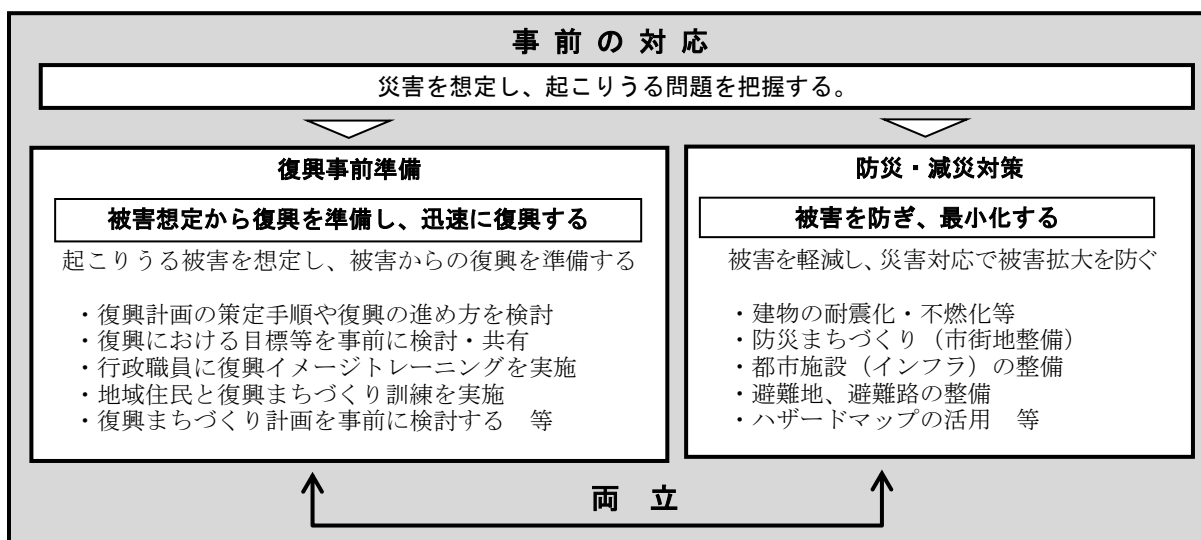 事前の対応
災害を想定し、起こりうる問題を把握する。
復興事前準備
被害想定から復興を準備し、迅速に復興する
起こりうる被害を想定し、被害からの復興を準備する
・復興計画の策定手順や復興の進め方を検討
・復興における目標等を事前に検討・共有
・行政職員に復興イメージトレーニングを実施
・地域住民と復興まちづくり訓練を実施
・復興まちづくり計画を事前に検討する　等
防災・減災対策
被害を防ぎ、最小化する
被害を軽減し、災害対応で被害拡大を防ぐ
・建物の耐震化・不燃化等
・防災まちづくり（市街地整備）
・都市施設（インフラ）の整備
・避難地、避難路の整備
・ハザードマップの活用　等
両　立